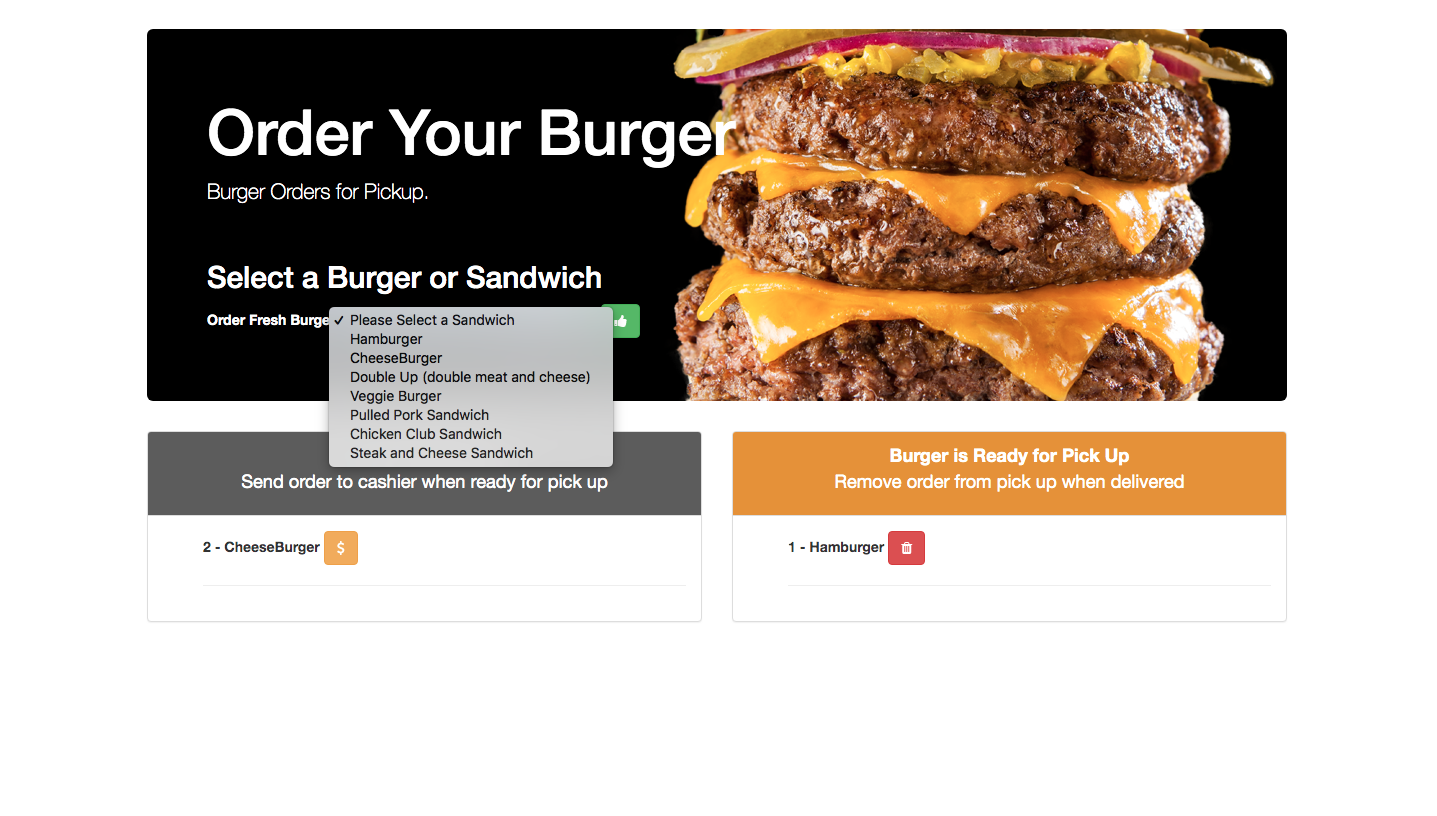 Order Your Burger
Burger Orders for Pickup.
Select a Burger or Sandwich
Order Fresh Burge
✓ Please Select a Sandwich
Hamburger
CheeseBurger
Double Up (double meat and cheese)
Veggie Burger
Pulled Pork Sandwich
Chicken Club Sandwich
Steak and Cheese Sandwich
Send order to cashier when ready for pick up
2 - CheeseBurger $
Burger is Ready for Pick Up
Remove order from pick up when delivered
1 - Hamburger